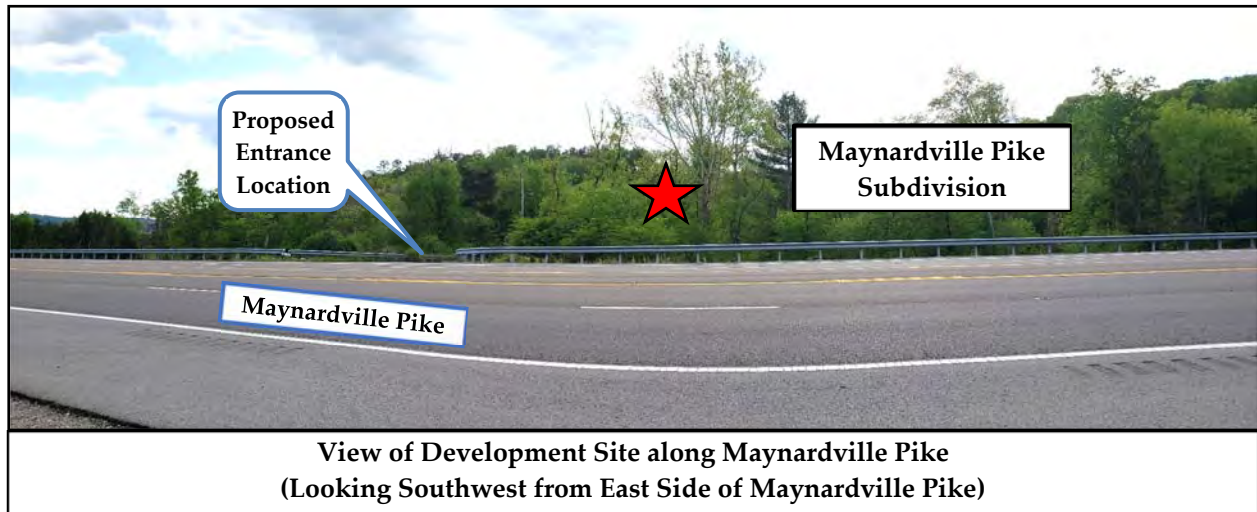 Proposed
Entrance
Location
Maynardville Pike
Subdivision
Maynardville Pike
View of Development Site along Maynardville Pike
(Looking Southwest from East Side of Maynardville Pike)